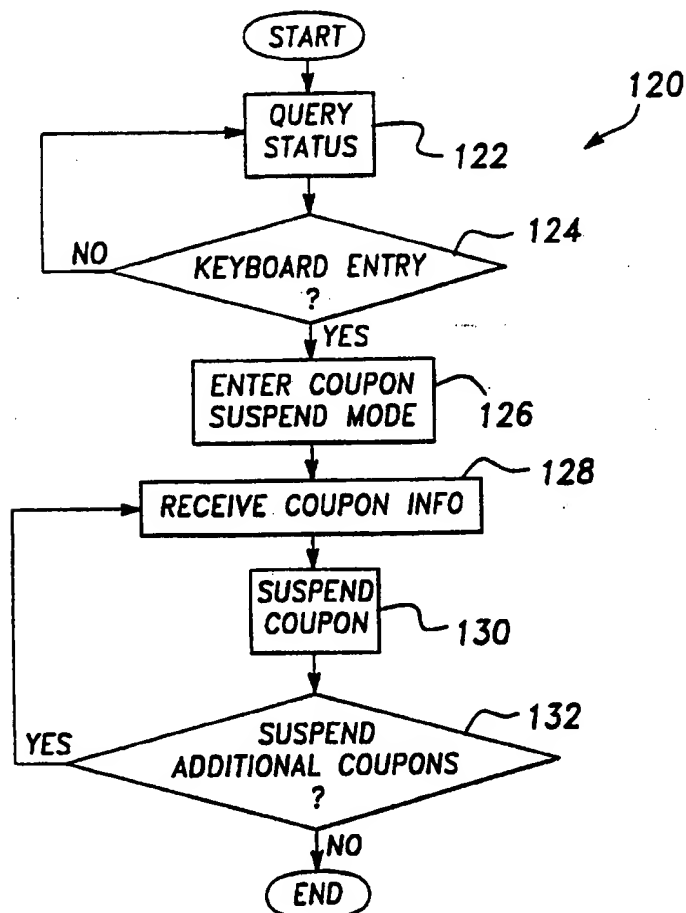 START
120
QUERY
STATUS
122
124
NO
KEYBOARD ENTRY
?
YES
ENTER COUPON
SUSPEND MODE
126
128
RECEIVE COUPON INFO
SUSPEND
COUPON
130
132
YES
SUSPEND
ADDITIONAL COUPONS
?
NO
END